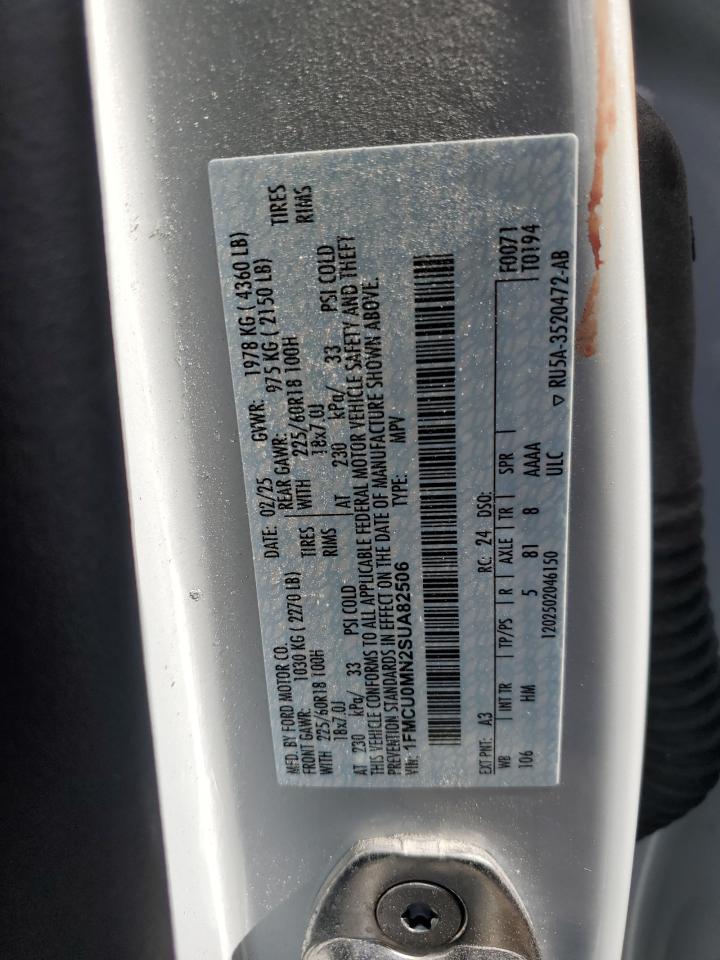 MFD. BY FORD MOTOR CO. DATE: 02/25 GVWR: 1978 KG ( 4360 LB)
FRONT GAWR: 1030 KG ( 2270 LB) REAR GAWR: 975 KG ( 2150 LB)
WITH 225/60R18 100H TIRES WITH 225/60R18 100H TIRES
18x7.0J RIMS 18x7.0J RIMS
AT 230 kPa/ 33 PSI COLD AT 230 kPa/ 33 PSI COLD
THIS VEHICLE CONFORMS TO ALL APPLICABLE FEDERAL MOTOR VEHICLE SAFETY AND THEFT
PREVENTION STANDARDS IN EFFECT ON THE DATE OF MANUFACTURE SHOWN ABOVE.
VIN: 1FMCU0MN2SUA82506 TYPE: MPV
EXT PNT: A3 RC: 24 DSO: F0071
WB INT TR TP/PS R AXLE TR SPR T0194
106 HM 5 8I 8 AAAA
1202502046150 ULC ▽ RU5A-3520472-AB